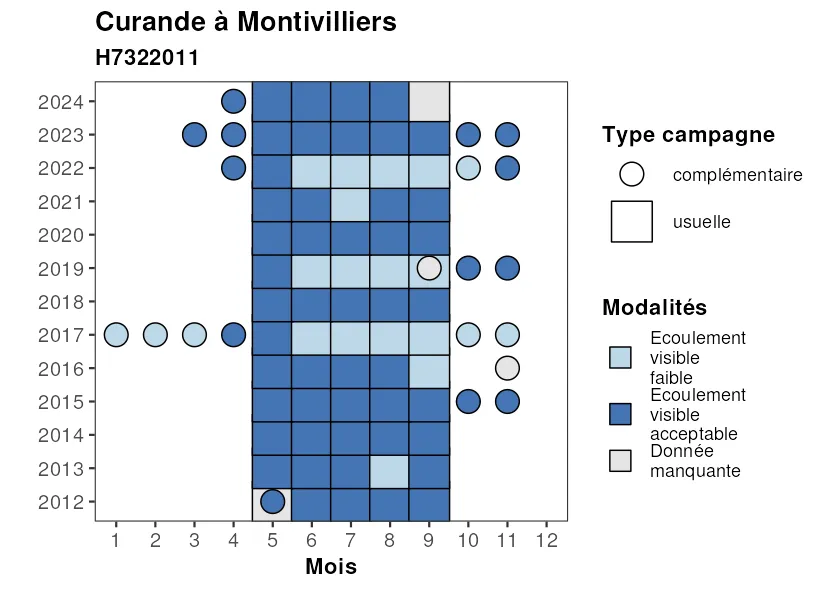 Curande à Montivilliers
H7322011
2024
2023
2022
2021
2020
2019
2018
2017
2016
2015
2014
2013
2012
1 2 3 4 5 6 7 8 9 10 11 12
Mois
Type campagne
complémentaire
usuelle
Modalités
Ecoulement
visible
faible
Ecoulement
visible
acceptable
Donnée
manquante